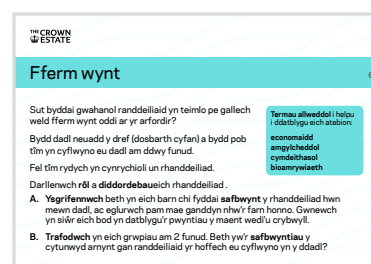 THE CROWN
ESTATE
Fferm wynt
Sut byddai gwahanol randdeiliaid yn teimlo pe gallech
weld fferm wynt oddi ar yr arfordir?
Bydd dadl neuadd y dref (dosbarth cyfan) a bydd pob
tîm yn cyflwyno eu dadl am ddwy funud.
Fel tîm rydych yn cynrychioli un rhanddeiliad.
Darllenwch rôl a diddordebaueich rhanddeiliad .
A. Ysgrifennwch beth yn eich barn chi fyddai safbwynt y rhanddeiliad hwn
mewn dadl, ac eglurwch pam mae ganddyn nhw'r farn honno. Gwnewch
yn siŵr eich bod yn datblygu'r pwyntiau y maent wedi'u crybwyll.
B. Trafodwch yn eich grwpiau am 2 funud. Beth yw'r safbwyntiau y
cytunwyd arnynt gan randdeiliaid yr hoffech eu cyflwyno yn y ddadl?
Termau allweddol i helpu
i ddatblygu eich atebion:
economaidd
amgylcheddol
cymdeithasol
bioamrywiaeth